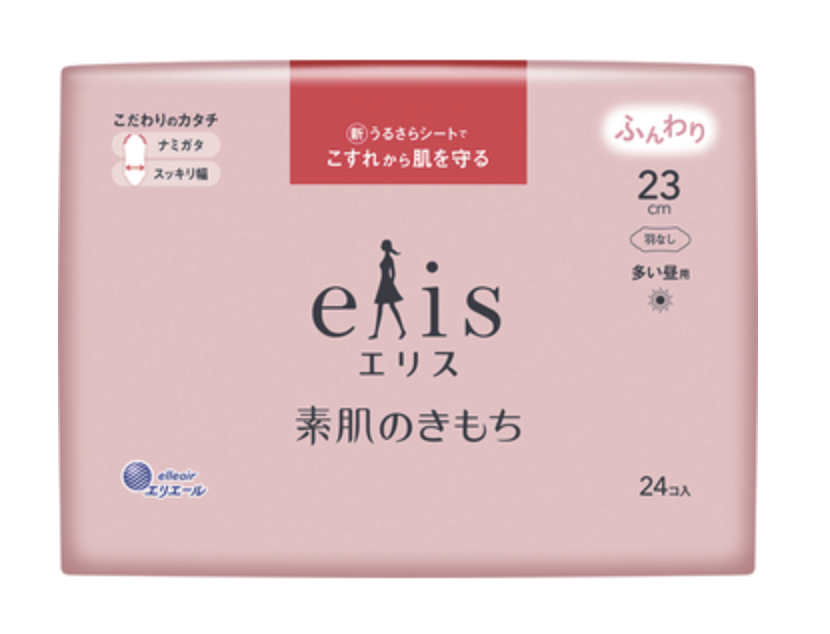 こだわりのカタチ
ナミガタ
スッキリ幅
新うるさらシートで
こすれから肌を守る
ふんわり
23
cm
羽なし
多い昼用
elis
エリス
素肌のきもち
elleair
エリエール
24コ入